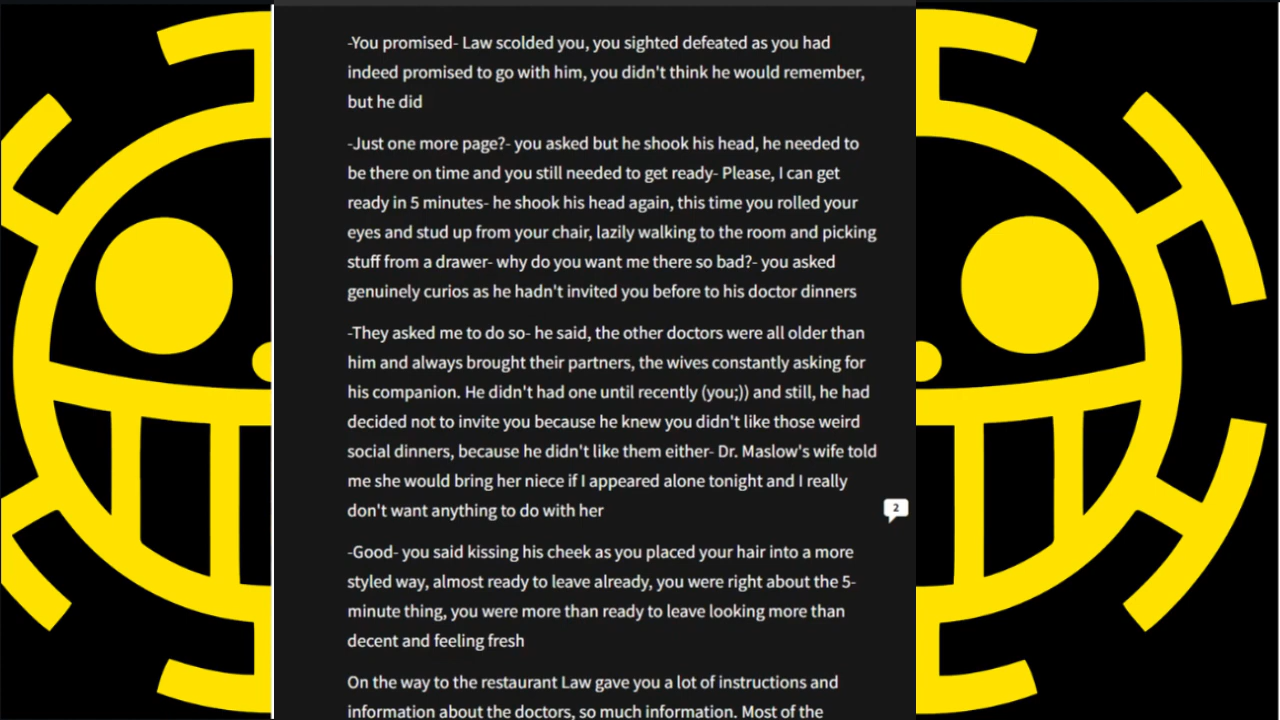 -You promised- Law scolded you, you sighted defeated as you had
indeed promised to go with him, you didn't think he would remember,
but he did
-Just one more page?- you asked but he shook his head, he needed to
be there on time and you still needed to get ready- Please, I can get
ready in 5 minutes- he shook his head again, this time you rolled your
eyes and stud up from your chair, lazily walking to the room and picking
stuff from a drawer- why do you want me there so bad?- you asked
genuinely curios as he hadn't invited you before to his doctor dinners
-They asked me to do so- he said, the other doctors were all older than
him and always brought their partners, the wives constantly asking for
his companion. He didn't had one until recently (you;)) and still, he had
decided not to invite you because he knew you didn't like those weird
social dinners, because he didn't like them either- Dr. Maslow's wife told
me she would bring her niece if I appeared alone tonight and I really
don't want anything to do with her
2
-Good- you said kissing his cheek as you placed your hair into a more
styled way, almost ready to leave already, you were right about the 5-
minute thing, you were more than ready to leave looking more than
decent and feeling fresh
On the way to the restaurant Law gave you a lot of instructions and
information about the doctors, so much information. Most of the